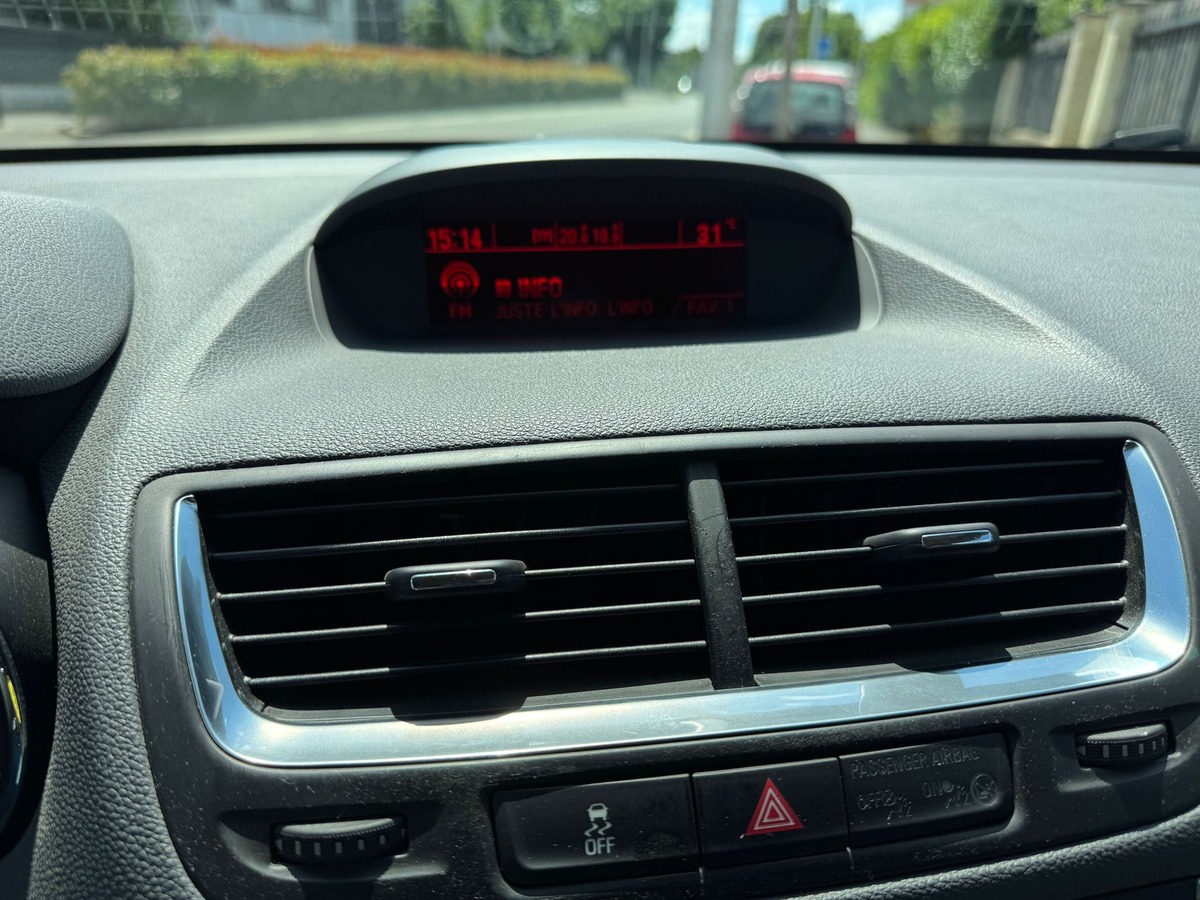 15:14
31 °C
INFO
FM
JUSTE L'INFO. L'INFO
FAV 1
PASSENGER AIRBAG
OFF
ON
OFF